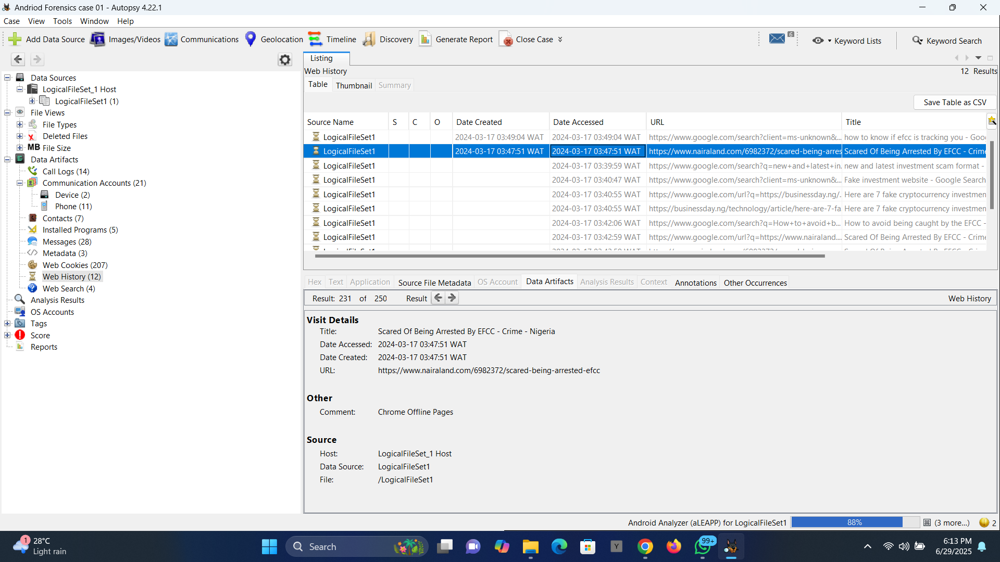 Andriod Forensics case 01 - Autopsy 4.22.1
Case View Tools Window Help
Add Data Source Images/Videos Communications Geolocation Timeline Discovery Generate Report Close Case 6 Keyword Lists Keyword Search
Listing
Web History 12 Results
Table Thumbnail Summary
Save Table as CSV
Data Sources
LogicalFileSet_1 Host
LogicalFileSet1 (1)
File Views
File Types
Deleted Files
MB File Size
Data Artifacts
Call Logs (14)
Communication Accounts (21)
Device (2)
Phone (11)
Contacts (7)
Installed Programs (5)
Messages (28)
Metadata (3)
Web Cookies (207)
Web History (12)
Web Search (4)
Analysis Results
OS Accounts
Tags
Score
Reports
Source Name S C O Date Created Date Accessed URL Title
LogicalFileSet1 2024-03-17 03:49:04 WAT 2024-03-17 03:49:04 WAT https://www.google.com/search?client=ms-unknown&... how to know if efcc is tracking you - Goo
LogicalFileSet1 2024-03-17 03:47:51 WAT 2024-03-17 03:47:51 WAT https://www.nairaland.com/6982372/scared-being-arres Scared Of Being Arrested By EFCC - Crime
LogicalFileSet1 2024-03-17 03:39:59 WAT https://www.google.com/search?q=new+and+latest+in. new and latest investment scam format -
LogicalFileSet1 2024-03-17 03:40:47 WAT https://www.google.com/search?client=ms-unknown&... Fake investment website - Google Search
LogicalFileSet1 2024-03-17 03:40:55 WAT https://www.google.com/url?q=https://businessday.ng/. Here are 7 fake cryptocurrency investmen
LogicalFileSet1 2024-03-17 03:40:55 WAT https://businessday.ng/technology/article/here-are-7-fa Here are 7 fake cryptocurrency investmen
LogicalFileSet1 2024-03-17 03:42:06 WAT https://www.google.com/search?q=How+to+avoid+b... How to avoid being caught by the EFCC -
LogicalFileSet1 2024-03-17 03:42:59 WAT https://www.google.com/url?q=https://www.nairaland.... Scared Of Being Arrested By EFCC - Crime
Hex Text Application Source File Metadata OS Account Data Artifacts Analysis Results Context Annotations Other Occurrences
Result: 231 of 250 Result Web History
Visit Details
Title: Scared Of Being Arrested By EFCC - Crime - Nigeria
Date Accessed: 2024-03-17 03:47:51 WAT
Date Created: 2024-03-17 03:47:51 WAT
URL: https://www.nairaland.com/6982372/scared-being-arrested-efcc
Other
Comment: Chrome Offline Pages
Source
Host: LogicalFileSet_1 Host
Data Source: LogicalFileSet1
File: /LogicalFileSet1
Android Analyzer (aLEAPP) for LogicalFileSet1 88% (3 more...) 2
1 28°C
Light rain
Search
Y
99+
6:13 PM
6/29/2025